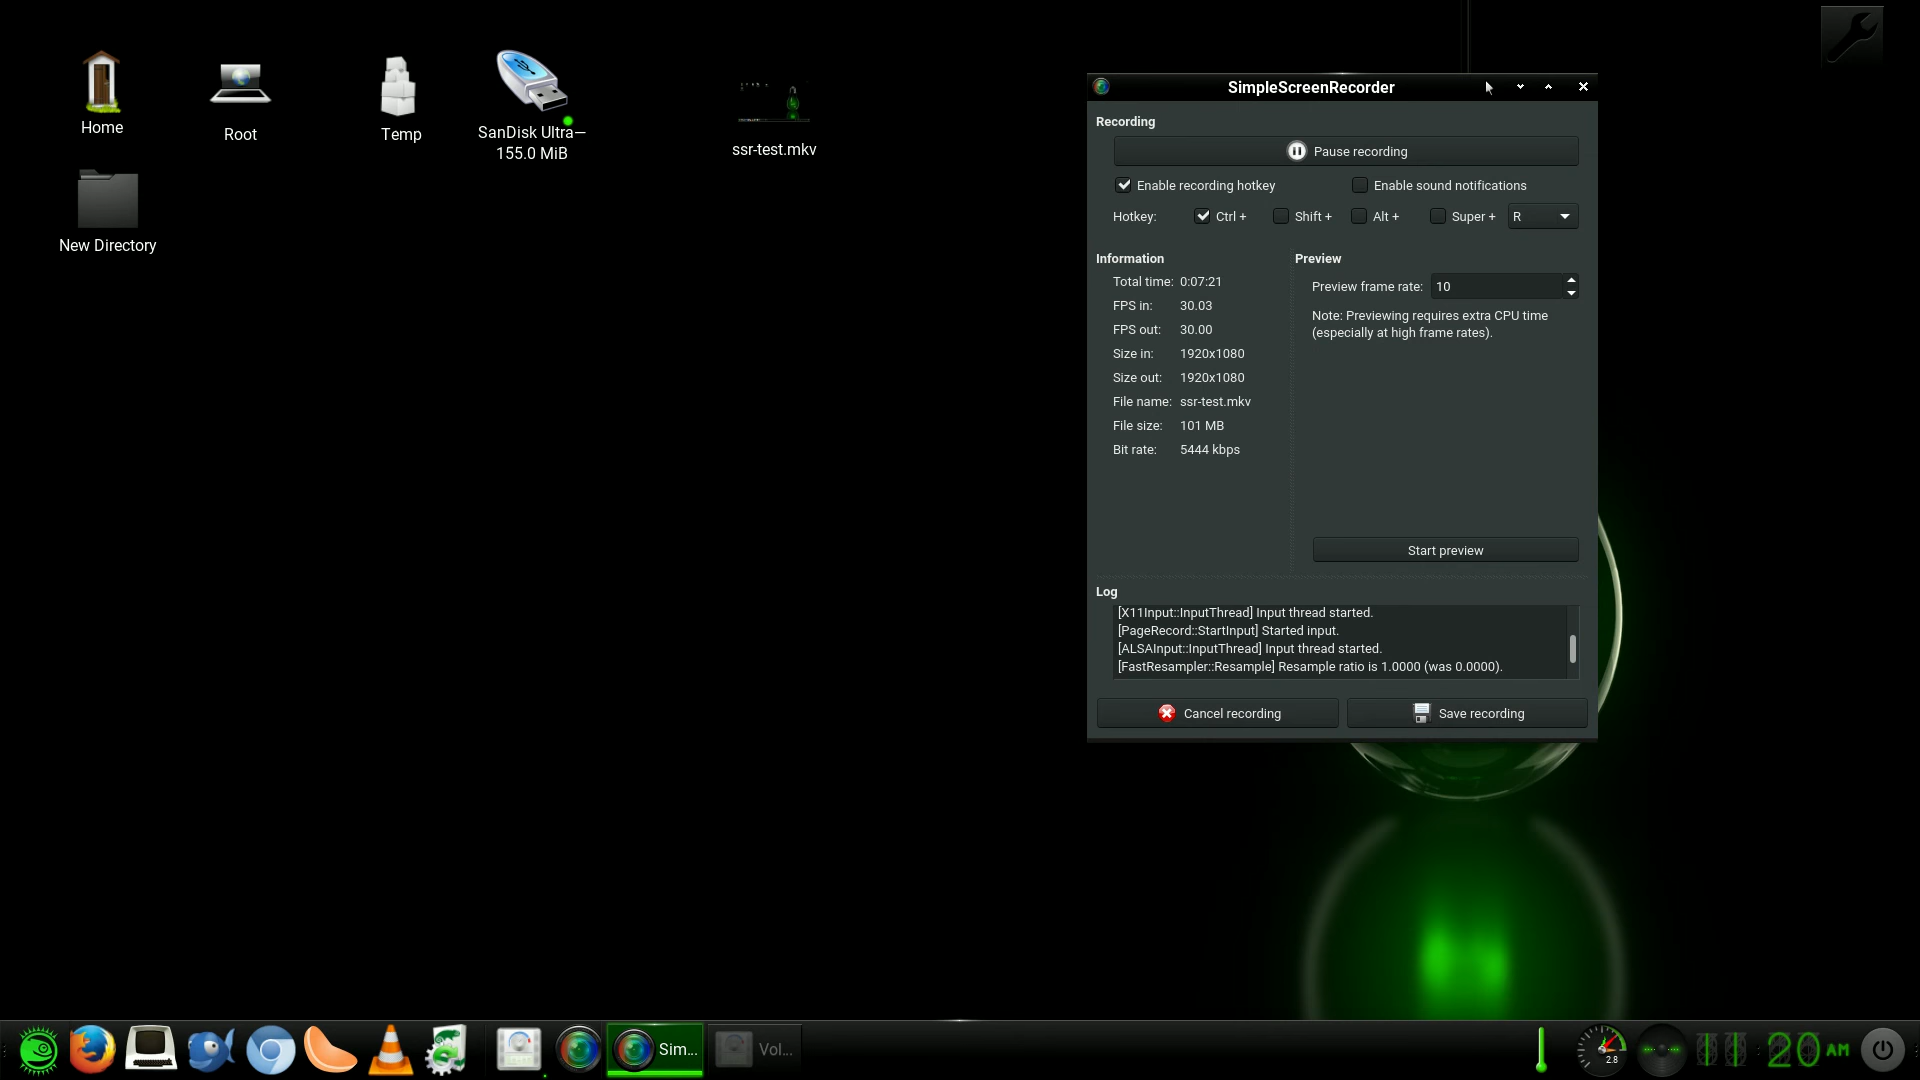 Home
Root
Temp
SanDisk Ultra—
155.0 MiB
ssr-test.mkv
New Directory
SimpleScreenRecorder
Recording
Pause recording
Enable recording hotkey
Enable sound notifications
Hotkey:
Ctrl +
Shift +
Alt +
Super +
R
Information
Total time: 0:07:21
FPS in: 30.03
FPS out: 30.00
Size in: 1920x1080
Size out: 1920x1080
File name: ssr-test.mkv
File size: 101 MB
Bit rate: 5444 kbps
Preview
Preview frame rate: 10
Note: Previewing requires extra CPU time
(especially at high frame rates).
Start preview
Log
[X11Input::InputThread] Input thread started.
[PageRecord::StartInput] Started input.
[ALSAInput::InputThread] Input thread started.
[FastResampler::Resample] Resample ratio is 1.0000 (was 0.0000).
Cancel recording
Save recording
Sim...
Vol...
2.8
11:20 AM